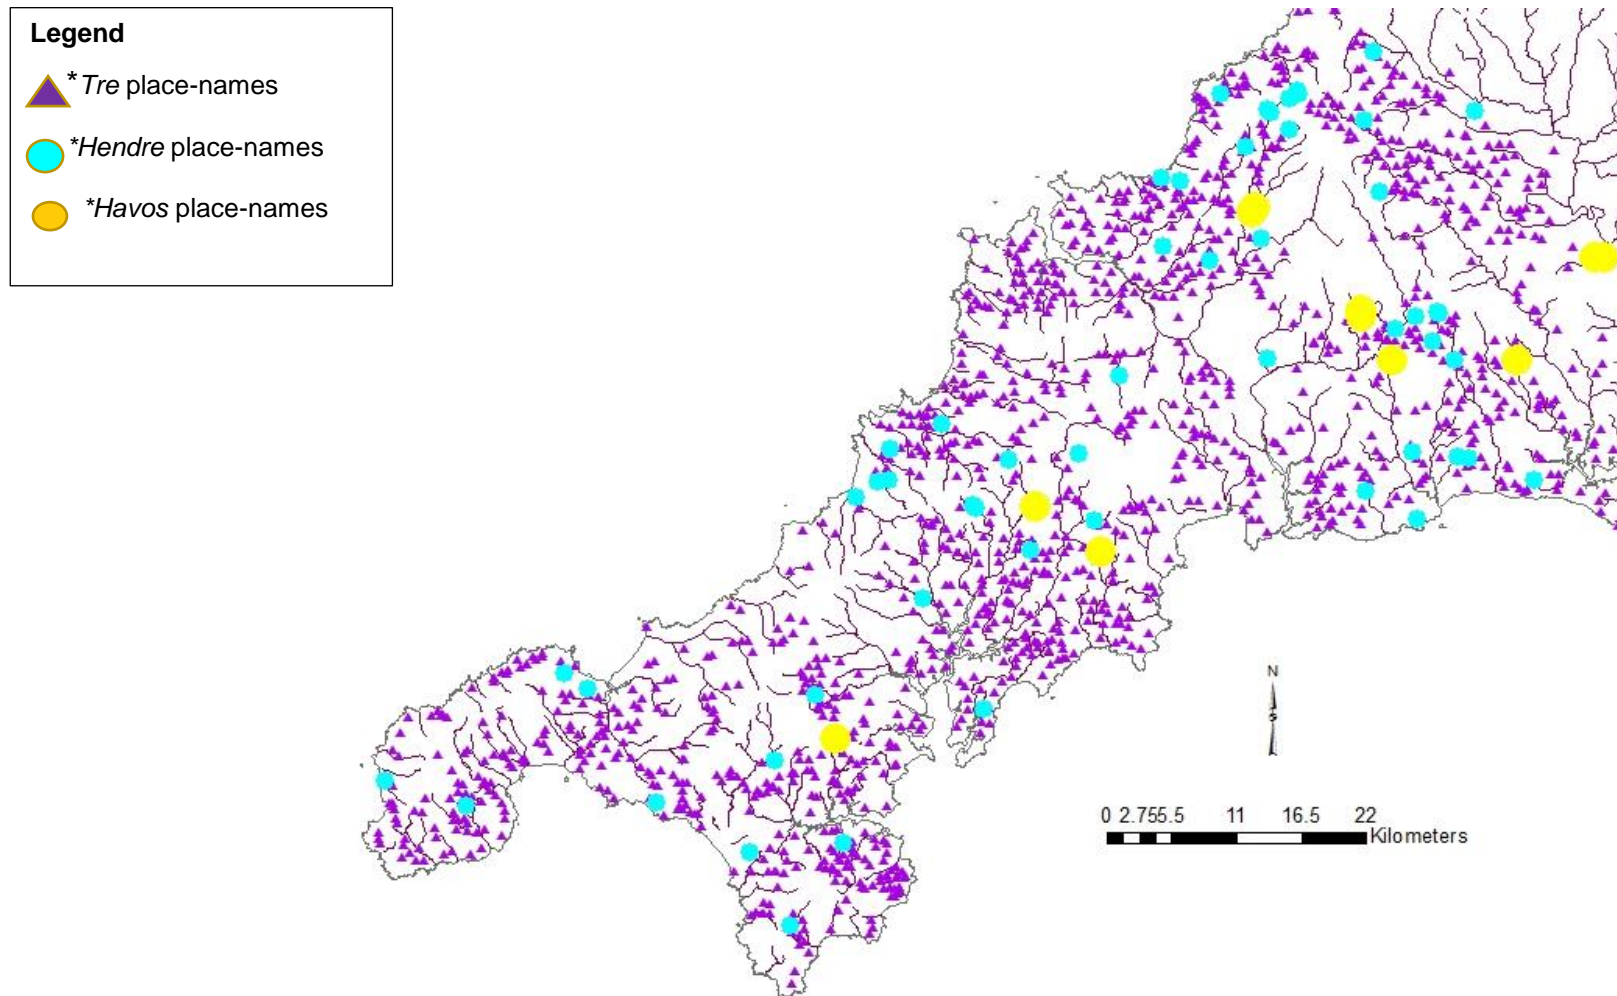 Legend
*Tre place-names
*Hendre place-names
*Havos place-names
N
S
0 2.755.5 11 16.5 22
Kilometers